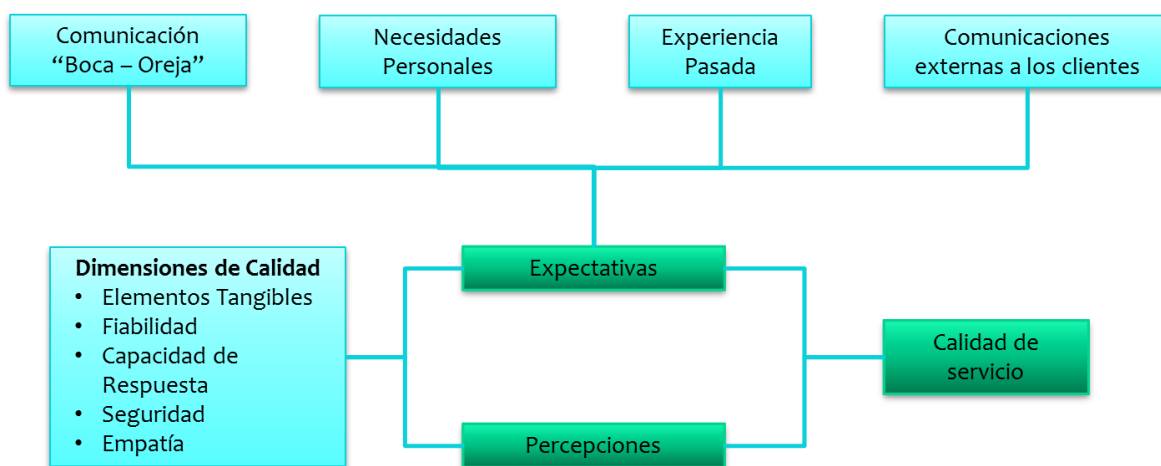 Comunicación
“Boca – Oreja”
Necesidades
Personales
Experiencia
Pasada
Comunicaciones
externas a los clientes
Dimensiones de Calidad
• Elementos Tangibles
• Fiabilidad
• Capacidad de
Respuesta
• Seguridad
• Empatía
Expectativas
Percepciones
Calidad de
servicio